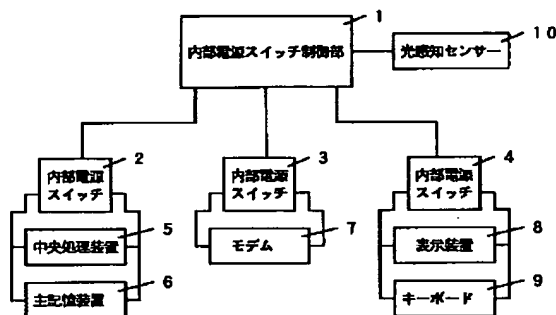 1
内部電源スイッチ制御部
10
光感知センサー
2
内部電源
スイッチ
3
内部電源
スイッチ
4
内部電源
スイッチ
5
中央処理装置
6
主記憶装置
7
モデム
8
表示装置
9
キーボード